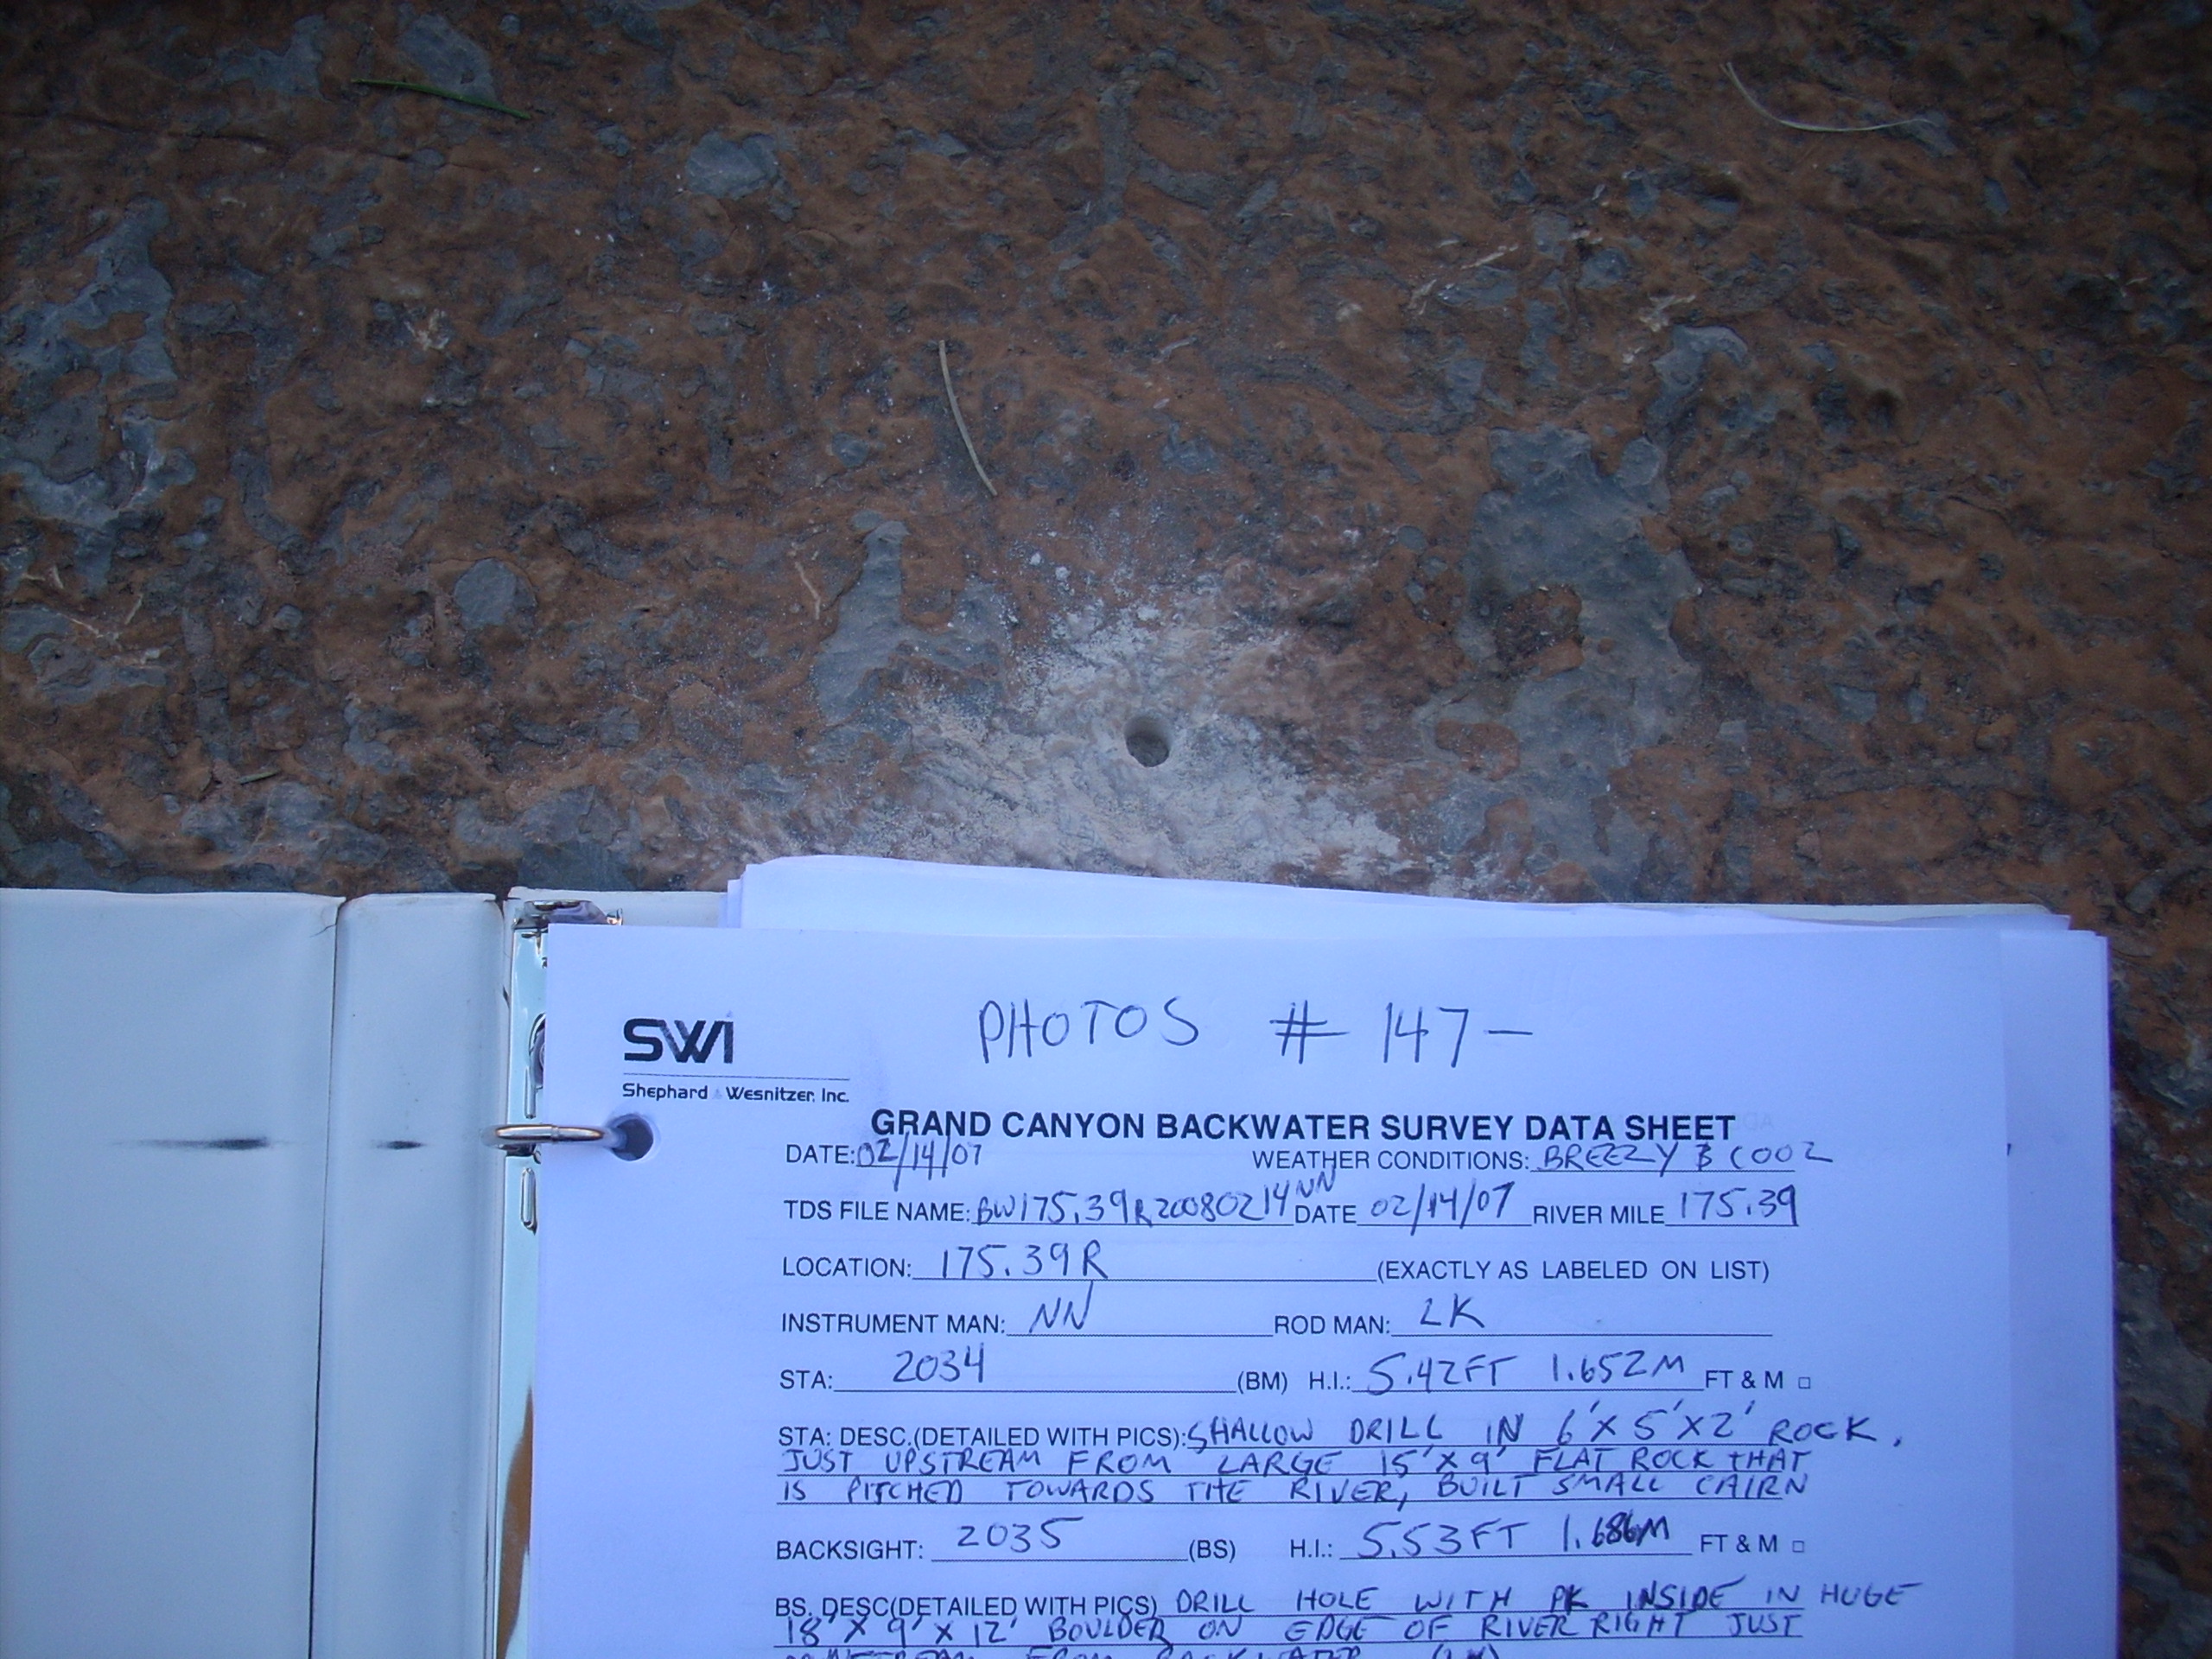 PHOTOS # 147-
SWI
Shephard Wesnitzer, Inc.
GRAND CANYON BACKWATER SURVEY DATA SHEET
DATE: 02/14/07 WEATHER CONDITIONS: BREEZY & COOL
TDS FILE NAME: BW175.39R20080214NN DATE 02/14/07 RIVER MILE 175.39
LOCATION: 175.39R (EXACTLY AS LABELED ON LIST)
INSTRUMENT MAN: NN ROD MAN: LK
STA: 2034 (BM) H.I.: 5.42FT 1.652M FT & M □
STA: DESC.(DETAILED WITH PICS): SHALLOW DRILL IN 6'X 5'X2' ROCK,
JUST UPSTREAM FROM LARGE 15'X9' FLAT ROCK THAT
IS PITCHED TOWARDS THE RIVER, BUILT SMALL CAIRN
BACKSIGHT: 2035 (BS) H.I.: 5.53FT 1.686M FT & M □
BS. DESC(DETAILED WITH PICS) DRILL HOLE WITH PK INSIDE IN HUGE
18'X 9'X 12' BOULDER ON EDGE OF RIVER RIGHT JUST
FROM BACKWATER